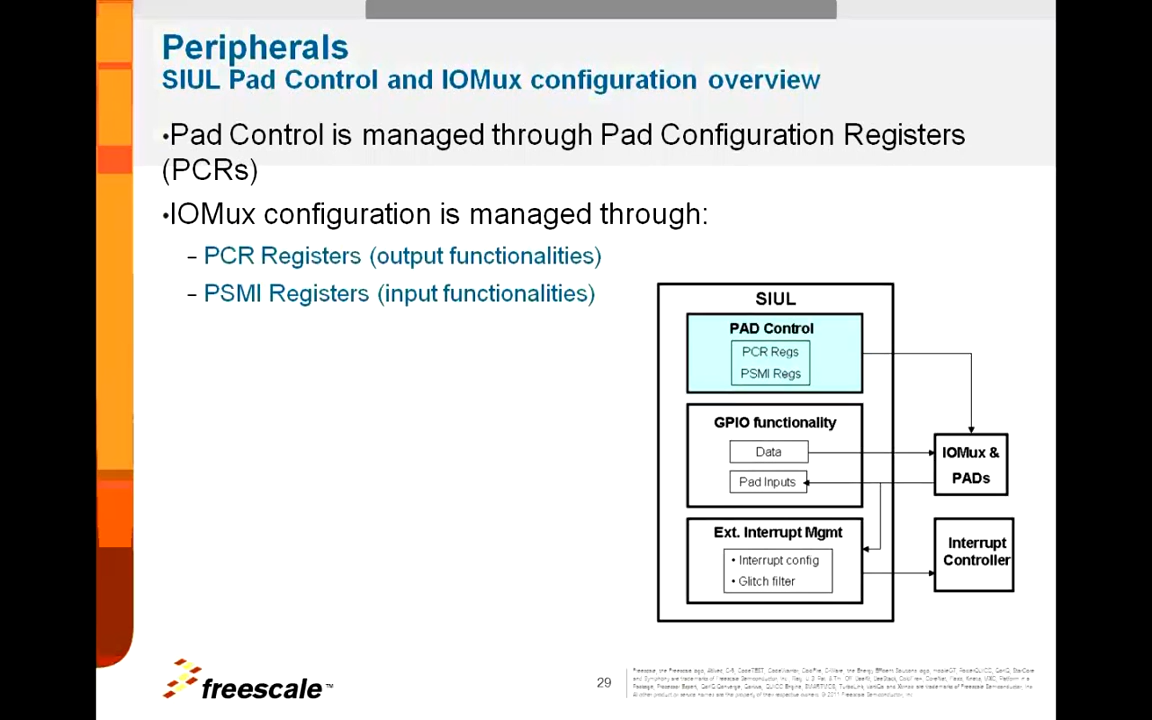 Peripherals
SIUL Pad Control and IOMux configuration overview
•Pad Control is managed through Pad Configuration Registers
(PCRs)
•IOMux configuration is managed through:
– PCR Registers (output functionalities)
– PSMI Registers (input functionalities)
SIUL
PAD Control
PCR Regs
PSMI Regs
GPIO functionality
Data
Pad Inputs
IOMux &
PADs
Ext. Interrupt Mgmt
• Interrupt config
• Glitch filter
Interrupt
Controller
freescale™
29